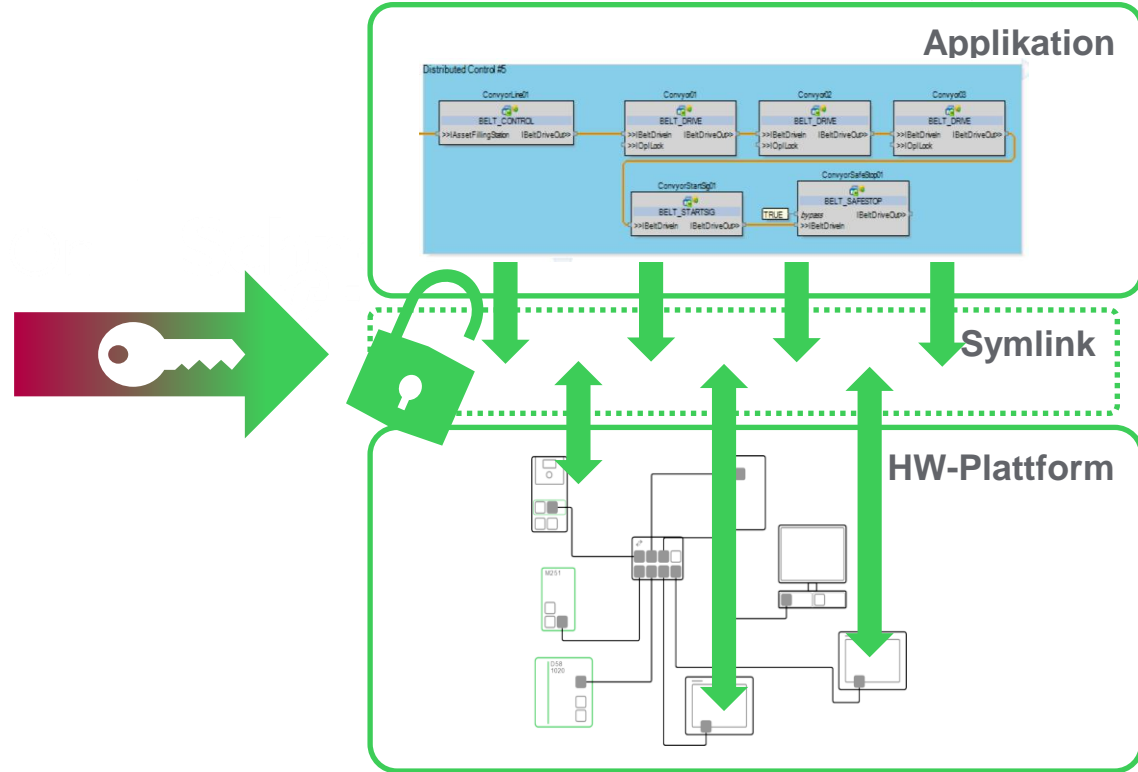 Applikation
Distributed Control #5
ConvyorLine01
BELT_CONTROL
>>IAssetFillingStation IBeltDriveOut>>
Convyor01
BELT_DRIVE
>>IBeltDriveIn IBeltDriveOut>>
>>IOplLock
Convyor02
BELT_DRIVE
>>IBeltDriveIn IBeltDriveOut>>
>>IOplLock
Convyor03
BELT_DRIVE
>>IBeltDriveIn IBeltDriveOut>>
>>IOplLock
ConvyorStartSig01
BELT_STARTSIG
>>IBeltDriveIn IBeltDriveOut>>
ConvyorSafeStop01
BELT_SAFESTOP
TRUE
bypass IBeltDriveOut>>
>>IBeltDriveIn
Symlink
HW-Plattform
M251
D58
1020